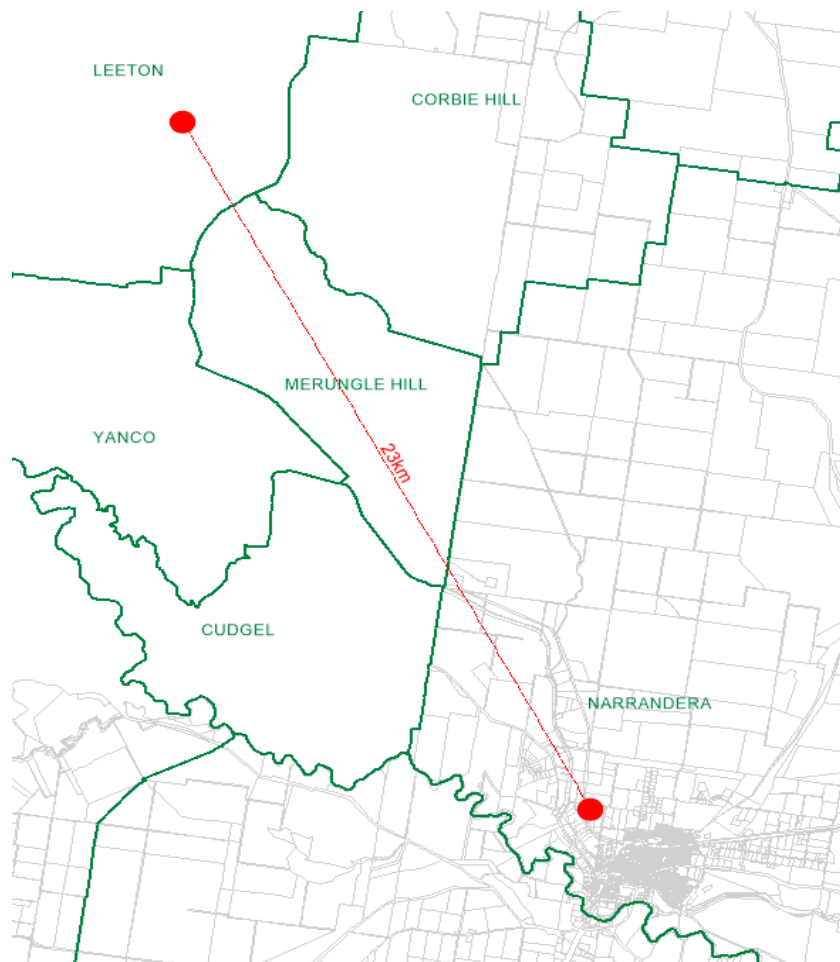 LEETON
CORBIE HILL
MERUNGLE HILL
YANCO
23km
CUDGEL
NARRANDERA